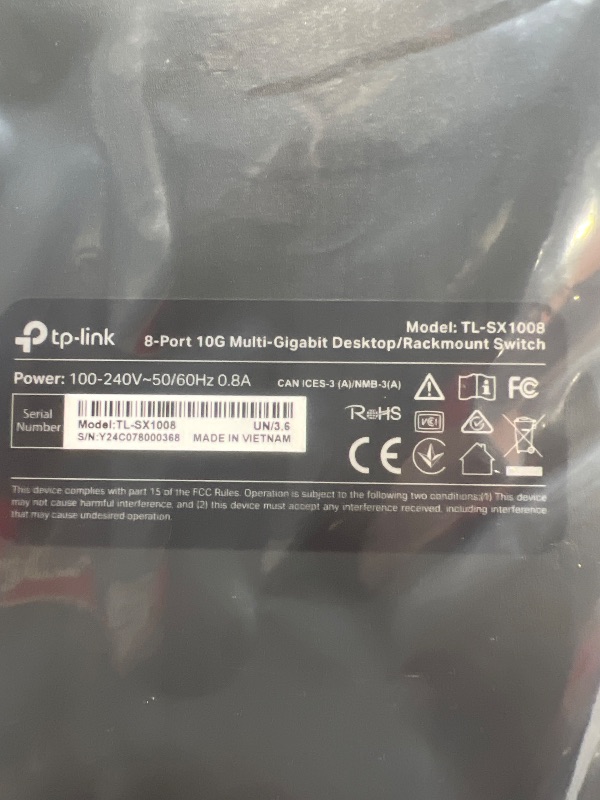 tp-link
Model: TL-SX1008
8-Port 10G Multi-Gigabit Desktop/Rackmount Switch
Power: 100-240V~50/60Hz 0.8A
CAN ICES-3 (A)/NMB-3(A)
FC
Serial Number
Model:TL-SX1008 UN/3.6
S/N:Y24C078000368 MADE IN VIETNAM
RoHS
VCCI
CE
This device complies with part 15 of the FCC Rules. Operation is subject to the following two conditions:(1) This device
may not cause harmful interference, and (2) this device must accept any interference received, including interference
that may cause undesired operation.